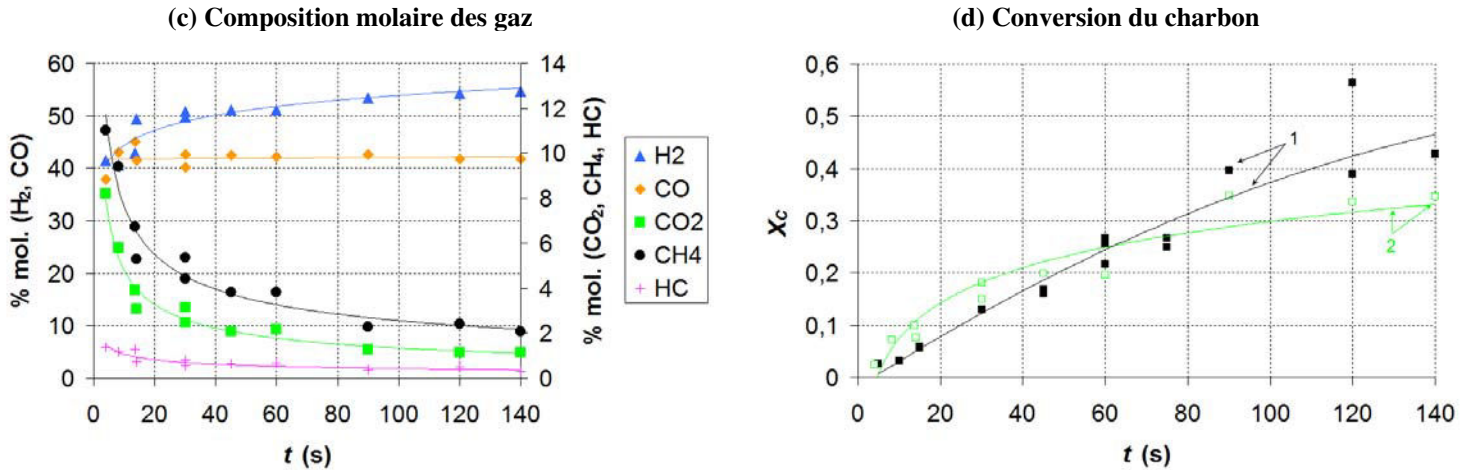 (c) Composition molaire des gaz
% mol. (H₂, CO)
60
50
40
30
20
10
0
14
12
10
8
6
4
2
0
% mol. (CO₂, CH₄, HC)
0 20 40 60 80 100 120 140
t (s)
H2
CO
CO2
CH4
HC
(d) Conversion du charbon
Xc
0,6
0,5
0,4
0,3
0,2
0,1
0
1
2
0 20 40 60 80 100 120 140
t (s)